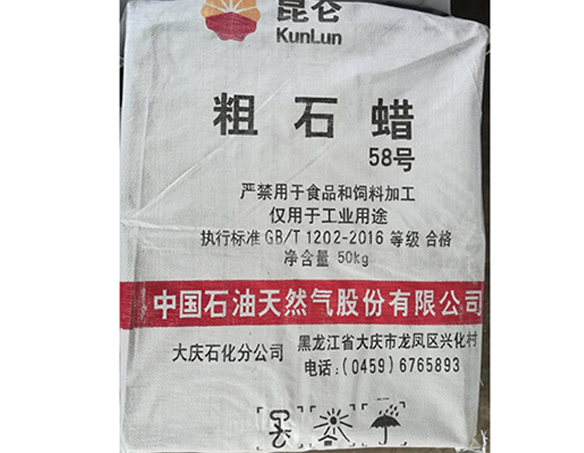 昆仑
KunLun
粗石蜡
58号
严禁用于食品和饲料加工
仅用于工业用途
执行标准 GB/T 1202-2016 等级 合格
净含量 50kg
中国石油天然气股份有限公司
大庆石化分公司
黑龙江省大庆市龙凤区兴化村
电话:(0459)6765893